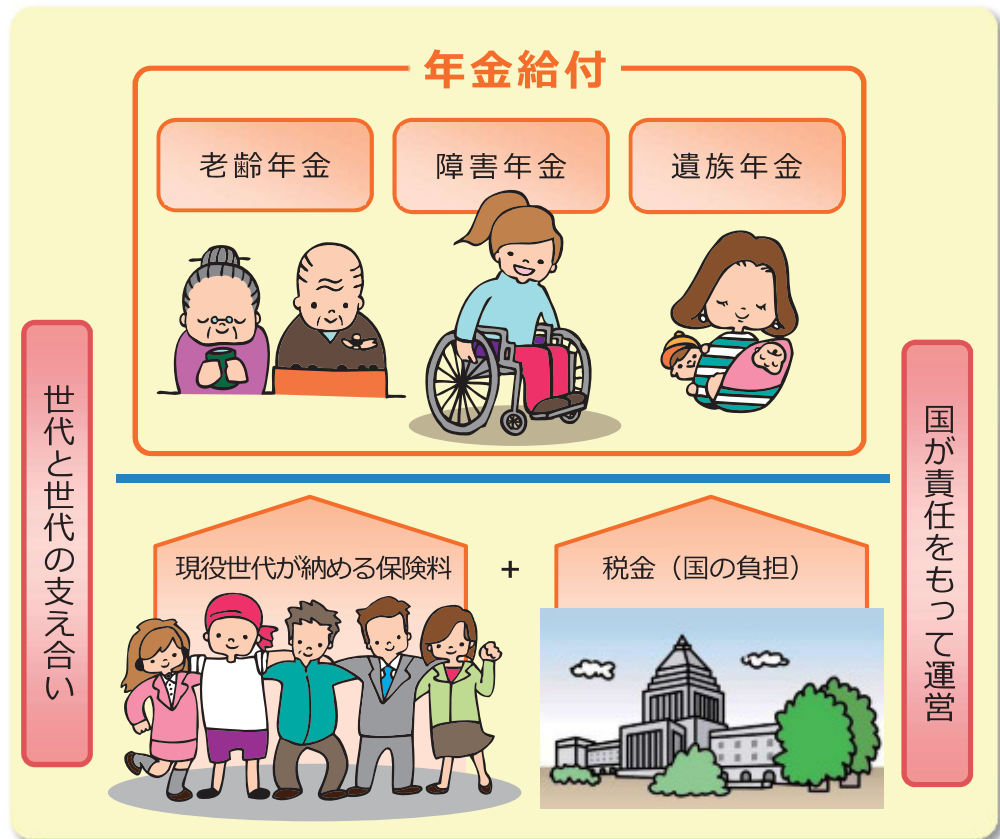 年金給付
老齢年金
障害年金
遺族年金
世代と世代の支え合い
国が責任をもって運営
現役世代が納める保険料
+
税金（国の負担）